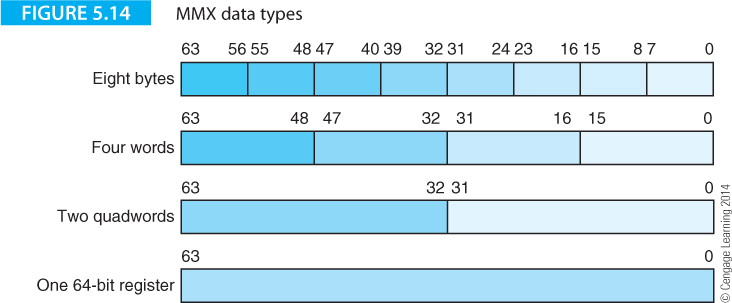 FIGURE 5.14 MMX data types
63 56 55 48 47 40 39 32 31 24 23 16 15 8 7 0
Eight bytes
63 48 47 32 31 16 15 0
Four words
63 32 31 0
Two quadwords
63 0
One 64-bit register
© Cengage Learning 2014